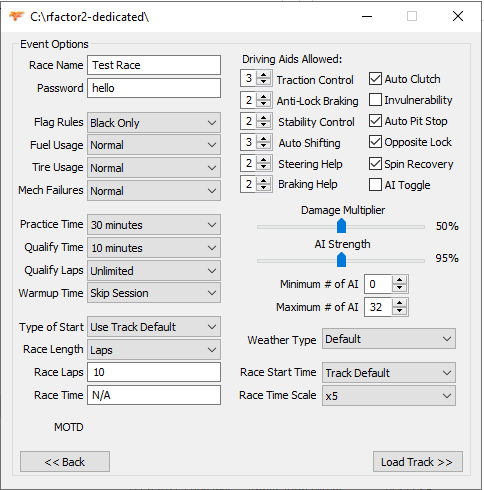 C:\rfactor2-dedicated\
Event Options
Race Name Test Race
Password hello
Flag Rules Black Only
Fuel Usage Normal
Tire Usage Normal
Mech Failures Normal
Practice Time 30 minutes
Qualify Time 10 minutes
Qualify Laps Unlimited
Warmup Time Skip Session
Type of Start Use Track Default
Race Length Laps
Race Laps 10
Race Time N/A
MOTD
<< Back
Driving Aids Allowed:
3 Traction Control Auto Clutch
2 Anti-Lock Braking Invulnerability
2 Stability Control Auto Pit Stop
3 Auto Shifting Opposite Lock
2 Steering Help Spin Recovery
2 Braking Help AI Toggle
Damage Multiplier
50%
AI Strength
95%
Minimum # of AI 0
Maximum # of AI 32
Weather Type Default
Race Start Time Track Default
Race Time Scale x5
Load Track >>